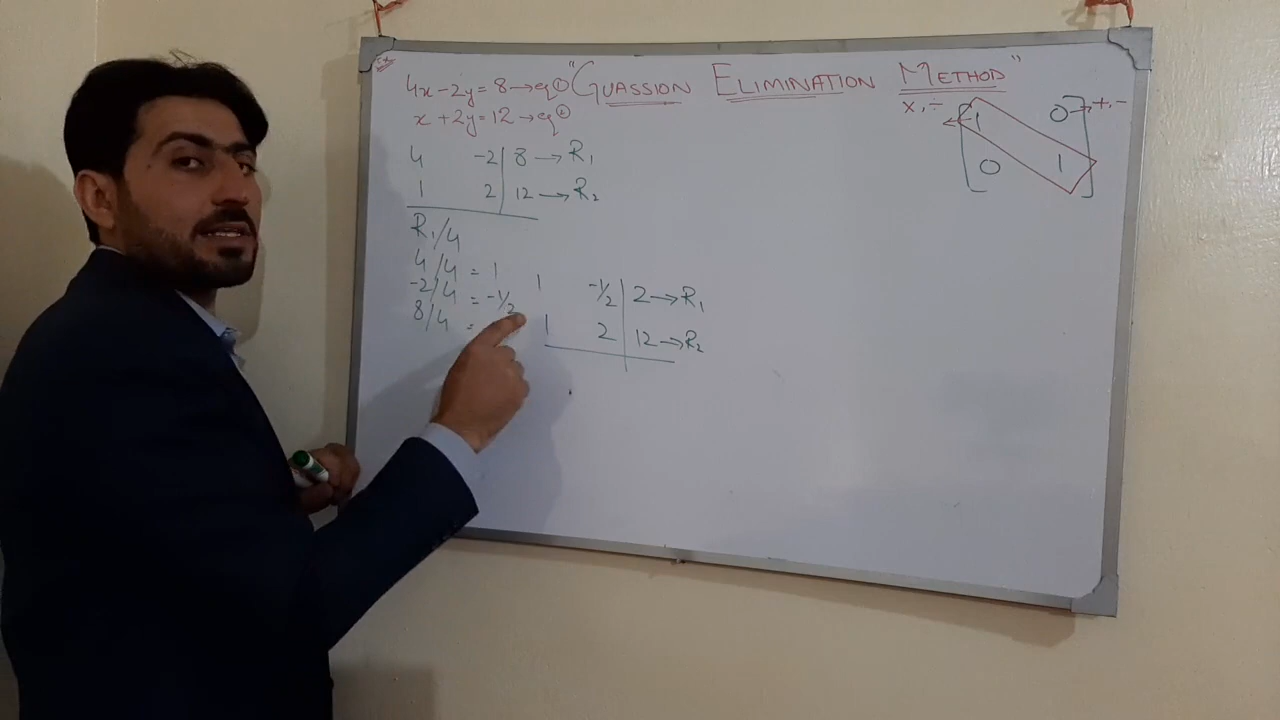 Ex
"GUASSION ELIMINATION METHOD"
4x-2y=8→eq①
x+2y=12→eq②
4 -2|8→R₁
1 2|12→R₂
R₁/4
4/4 = 1
-2/4 = -1/2
8/4 =
1 -1/2|2→R₁
1 2|12→R₂
x,÷
1 0→+,-
0 1